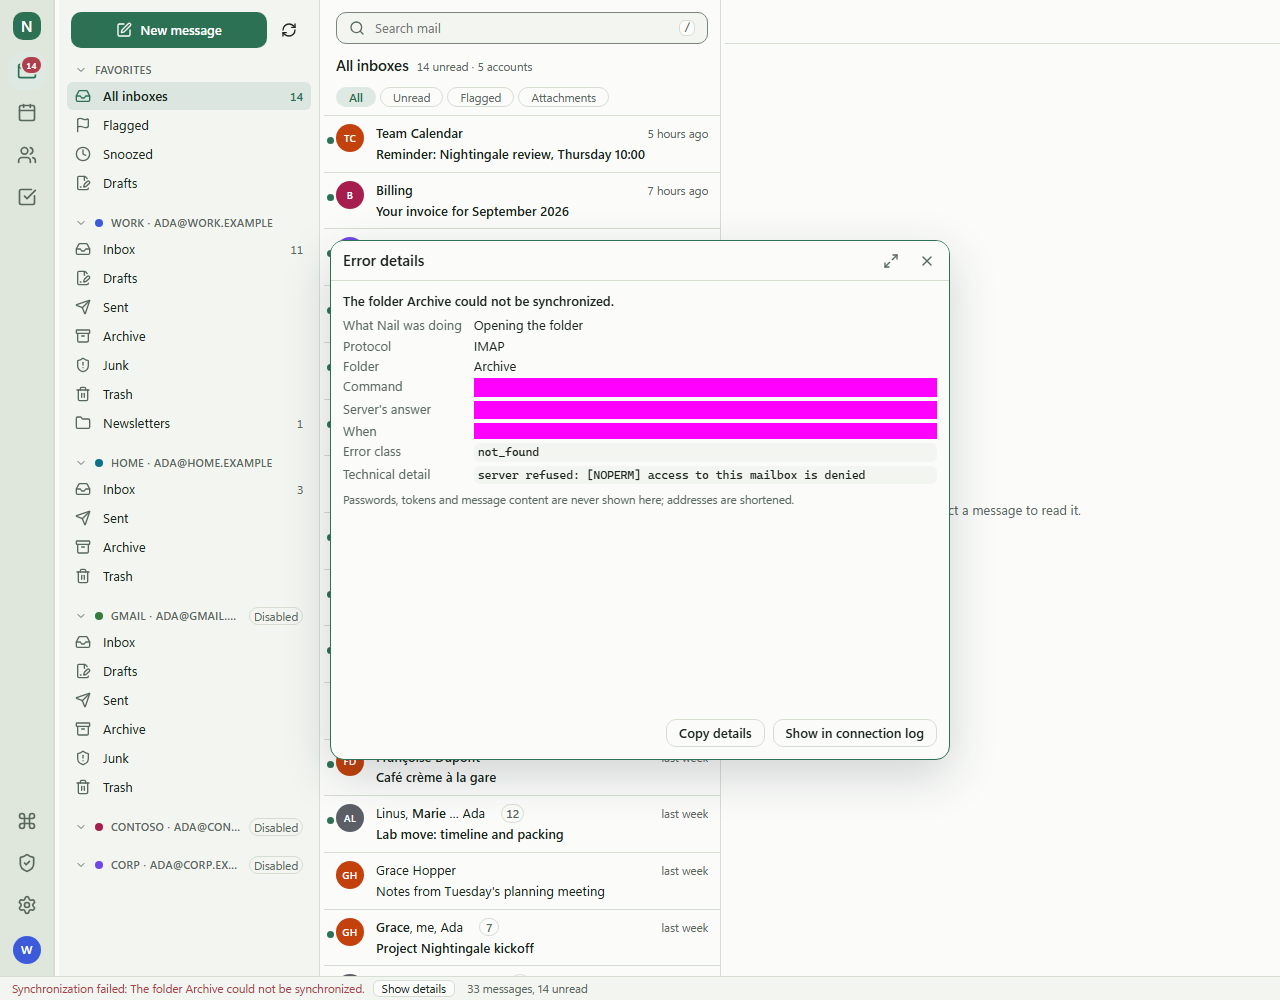 N
New message
14
FAVORITES
All inboxes 14
Flagged
Snoozed
Drafts
WORK · ADA@WORK.EXAMPLE
Inbox 11
Drafts
Sent
Archive
Junk
Trash
Newsletters 1
HOME · ADA@HOME.EXAMPLE
Inbox 3
Sent
Archive
Trash
GMAIL · ADA@GMAIL.... Disabled
Inbox
Drafts
Sent
Archive
Junk
Trash
CONTOSO · ADA@CON... Disabled
CORP · ADA@CORP.EX... Disabled
W
Search mail /
All inboxes 14 unread · 5 accounts
All Unread Flagged Attachments
TC Team Calendar 5 hours ago
Reminder: Nightingale review, Thursday 10:00
B Billing 7 hours ago
Your invoice for September 2026
Error details
The folder Archive could not be synchronized.
What Nail was doing Opening the folder
Protocol IMAP
Folder Archive
Command
Server's answer
When
Error class not_found
Technical detail server refused: [NOPERM] access to this mailbox is denied
Passwords, tokens and message content are never shown here; addresses are shortened.
Copy details Show in connection log
ct a message to read it.
FD Françoise Dupont last week
Café crème à la gare
AL Linus, Marie ... Ada 12 last week
Lab move: timeline and packing
GH Grace Hopper last week
Notes from Tuesday's planning meeting
GH Grace, me, Ada 7 last week
Project Nightingale kickoff
Synchronization failed: The folder Archive could not be synchronized. Show details 33 messages, 14 unread